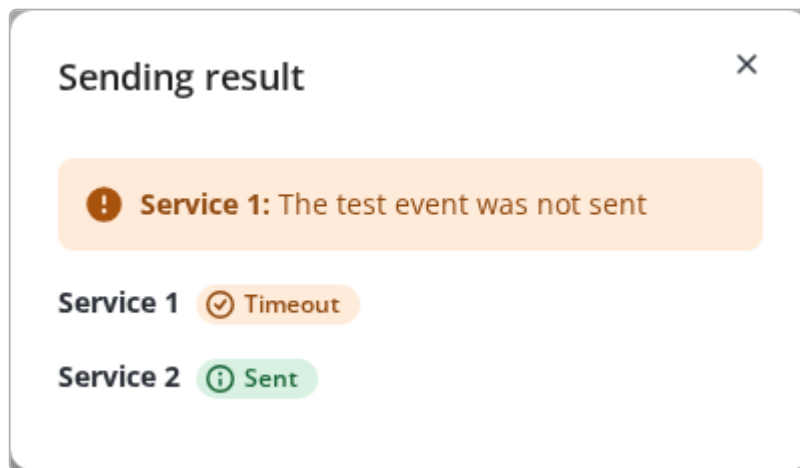 Sending result
Service 1: The test event was not sent
Service 1 Timeout
Service 2 Sent